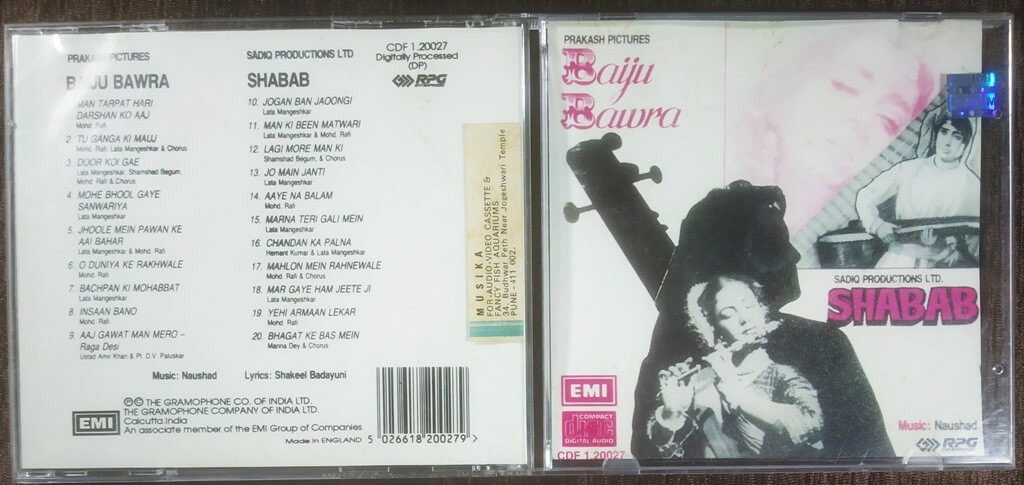 PRAKASH PICTURES
BAIJU BAWRA
MAN TARPAT HARI
DARSHAN KO AAJ
Mohd. Rafi
2. TU GANGA KI MAUJ
Mohd. Rafi, Lata Mangeshkar & Chorus
3 DOOR KOI GAE
Lata Mangeshkar, Shamshad Begum,
Mohd. Rafi & Chorus
4. MOHE BHOOL GAYE
SANWARIYA
Lata Mangeshkar
5. JHOOLE MEIN PAWAN KE
AAI BAHAR
Lata Mangeshkar & Mohd. Rafi
6. O DUNIYA KE RAKHWALE
Mohd. Rafi
7 BACHPAN KI MOHABBAT
Lata Mangeshkar
8 INSAAN BANO
Mohd. Rafi
9. AAJ GAWAT MAN MERO –
Raga Desi
Ustad Amir Khan & Pt. D.V. Paluskar
SADIQ PRODUCTIONS LTD
SHABAB
10. JOGAN BAN JAOONGI
Lata Mangeshkar
11. MAN KI BEEN MATWARI
Lata Mangeshkar & Mohd. Rafi
12. LAGI MORE MAN KI
Shamshad Begum, & Chorus
13. JO MAIN JANTI
Lata Mangeshkar
14. AAYE NA BALAM
Mohd. Rafi
15. MARNA TERI GALI MEIN
Lata Mangeshkar
16. CHANDAN KA PALNA
Hemant Kumar & Lata Mangeshkar
17. MAHLON MEIN RAHNEWALE
Mohd. Rafi & Chorus
18. MAR GAYE HAM JEETE JI
Lata Mangeshkar
19. YEHI ARMAAN LEKAR
Mohd. Rafi
20. BHAGAT KE BAS MEIN
Manna Dey & Chorus
CDF 1.20027
Digitally Processed
(DP)
RPG
Music: Naushad Lyrics: Shakeel Badayuni
EMI
℗© THE GRAMOPHONE CO. OF INDIA LTD.
THE GRAMOPHONE COMPANY OF INDIA LTD.
Calcutta.India
An associate member of the EMI Group of Companies
Made in ENGLAND
5 026618 200279 >
MUSIKA
FOR-AUDIO-VIDEO CASSETTE &
FANCY FISH AQUARIUMS
34, Budhwar Peth Near Jogeshwari Temple
PUNE-411 002.
PRAKASH PICTURES
Baiju
Bawra
SADIQ PRODUCTIONS LTD.
SHABAB
EMI
COMPACT
disc
DIGITAL AUDIO
CDF 1.20027
Music: Naushad
RPG